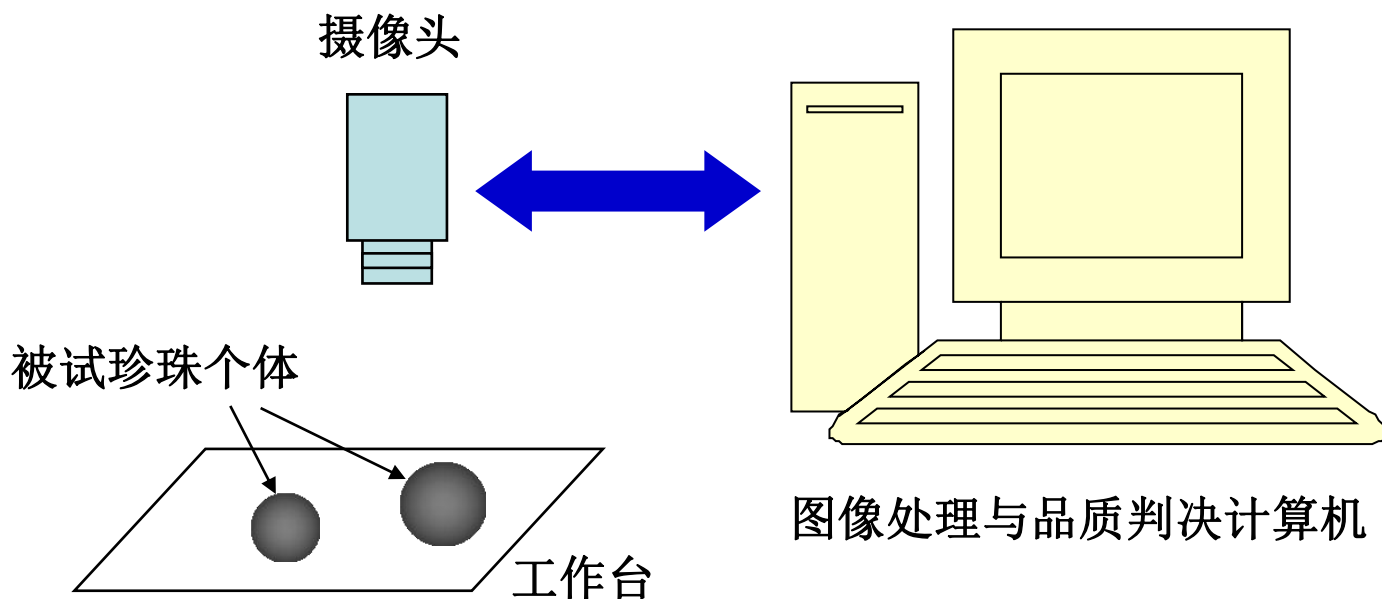 摄像头
被试珍珠个体
图像处理与品质判决计算机
工作台